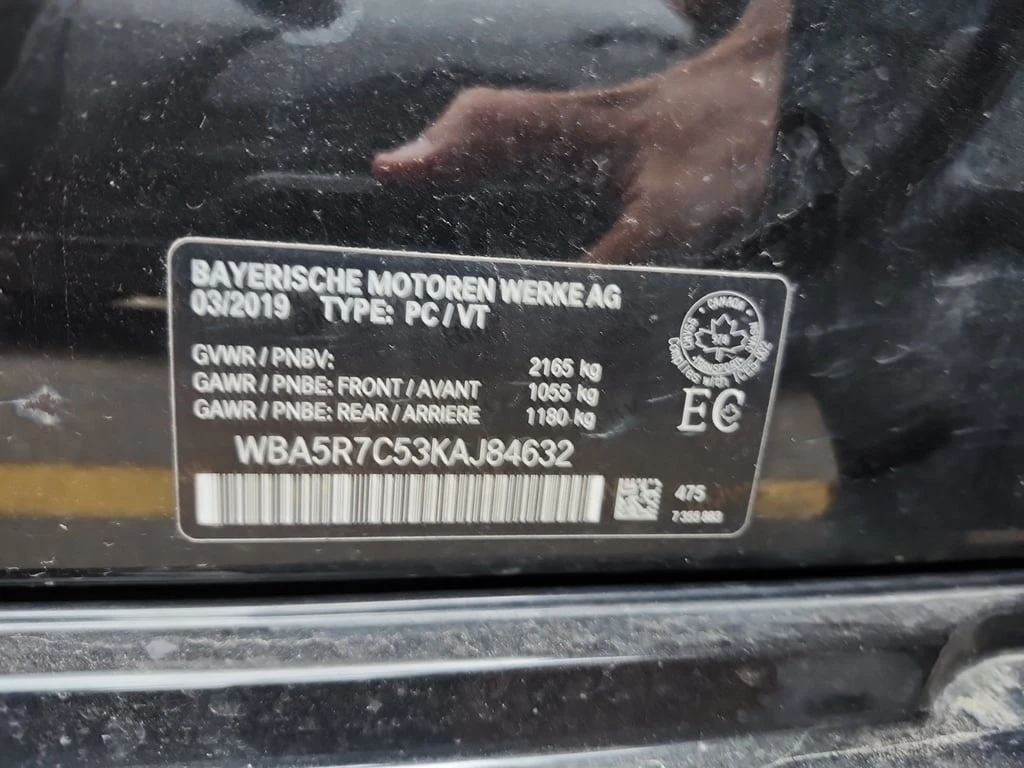 BAYERISCHE MOTOREN WERKE AG
03/2019 TYPE: PC / VT
GVWR / PNBV: 2165 kg
GAWR / PNBE: FRONT / AVANT 1055 kg
GAWR / PNBE: REAR / ARRIERE 1180 kg
WBA5R7C53KAJ84632
CANADA
EC
475